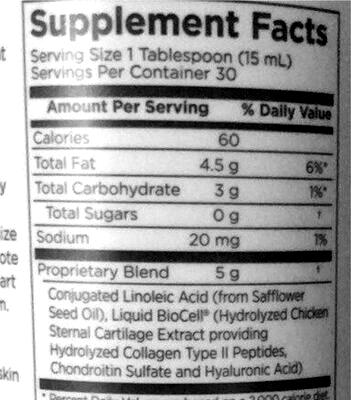 Supplement Facts
Serving Size 1 Tablespoon (15 mL)
Servings Per Container 30
Amount Per Serving % Daily Value
Calories 60
Total Fat 4.5 g 6%*
Total Carbohydrate 3 g 1%*
Total Sugars 0 g †
Sodium 20 mg 1%
Proprietary Blend 5 g †
Conjugated Linoleic Acid (from Safflower
Seed Oil), Liquid BioCell® (Hydrolyzed Chicken
Sternal Cartilage Extract providing
Hydrolyzed Collagen Type II Peptides,
Chondroitin Sulfate and Hyaluronic Acid)
* Percent Daily Values based on a 2,000 calorie diet
y
ize
ote
art
n.
skin